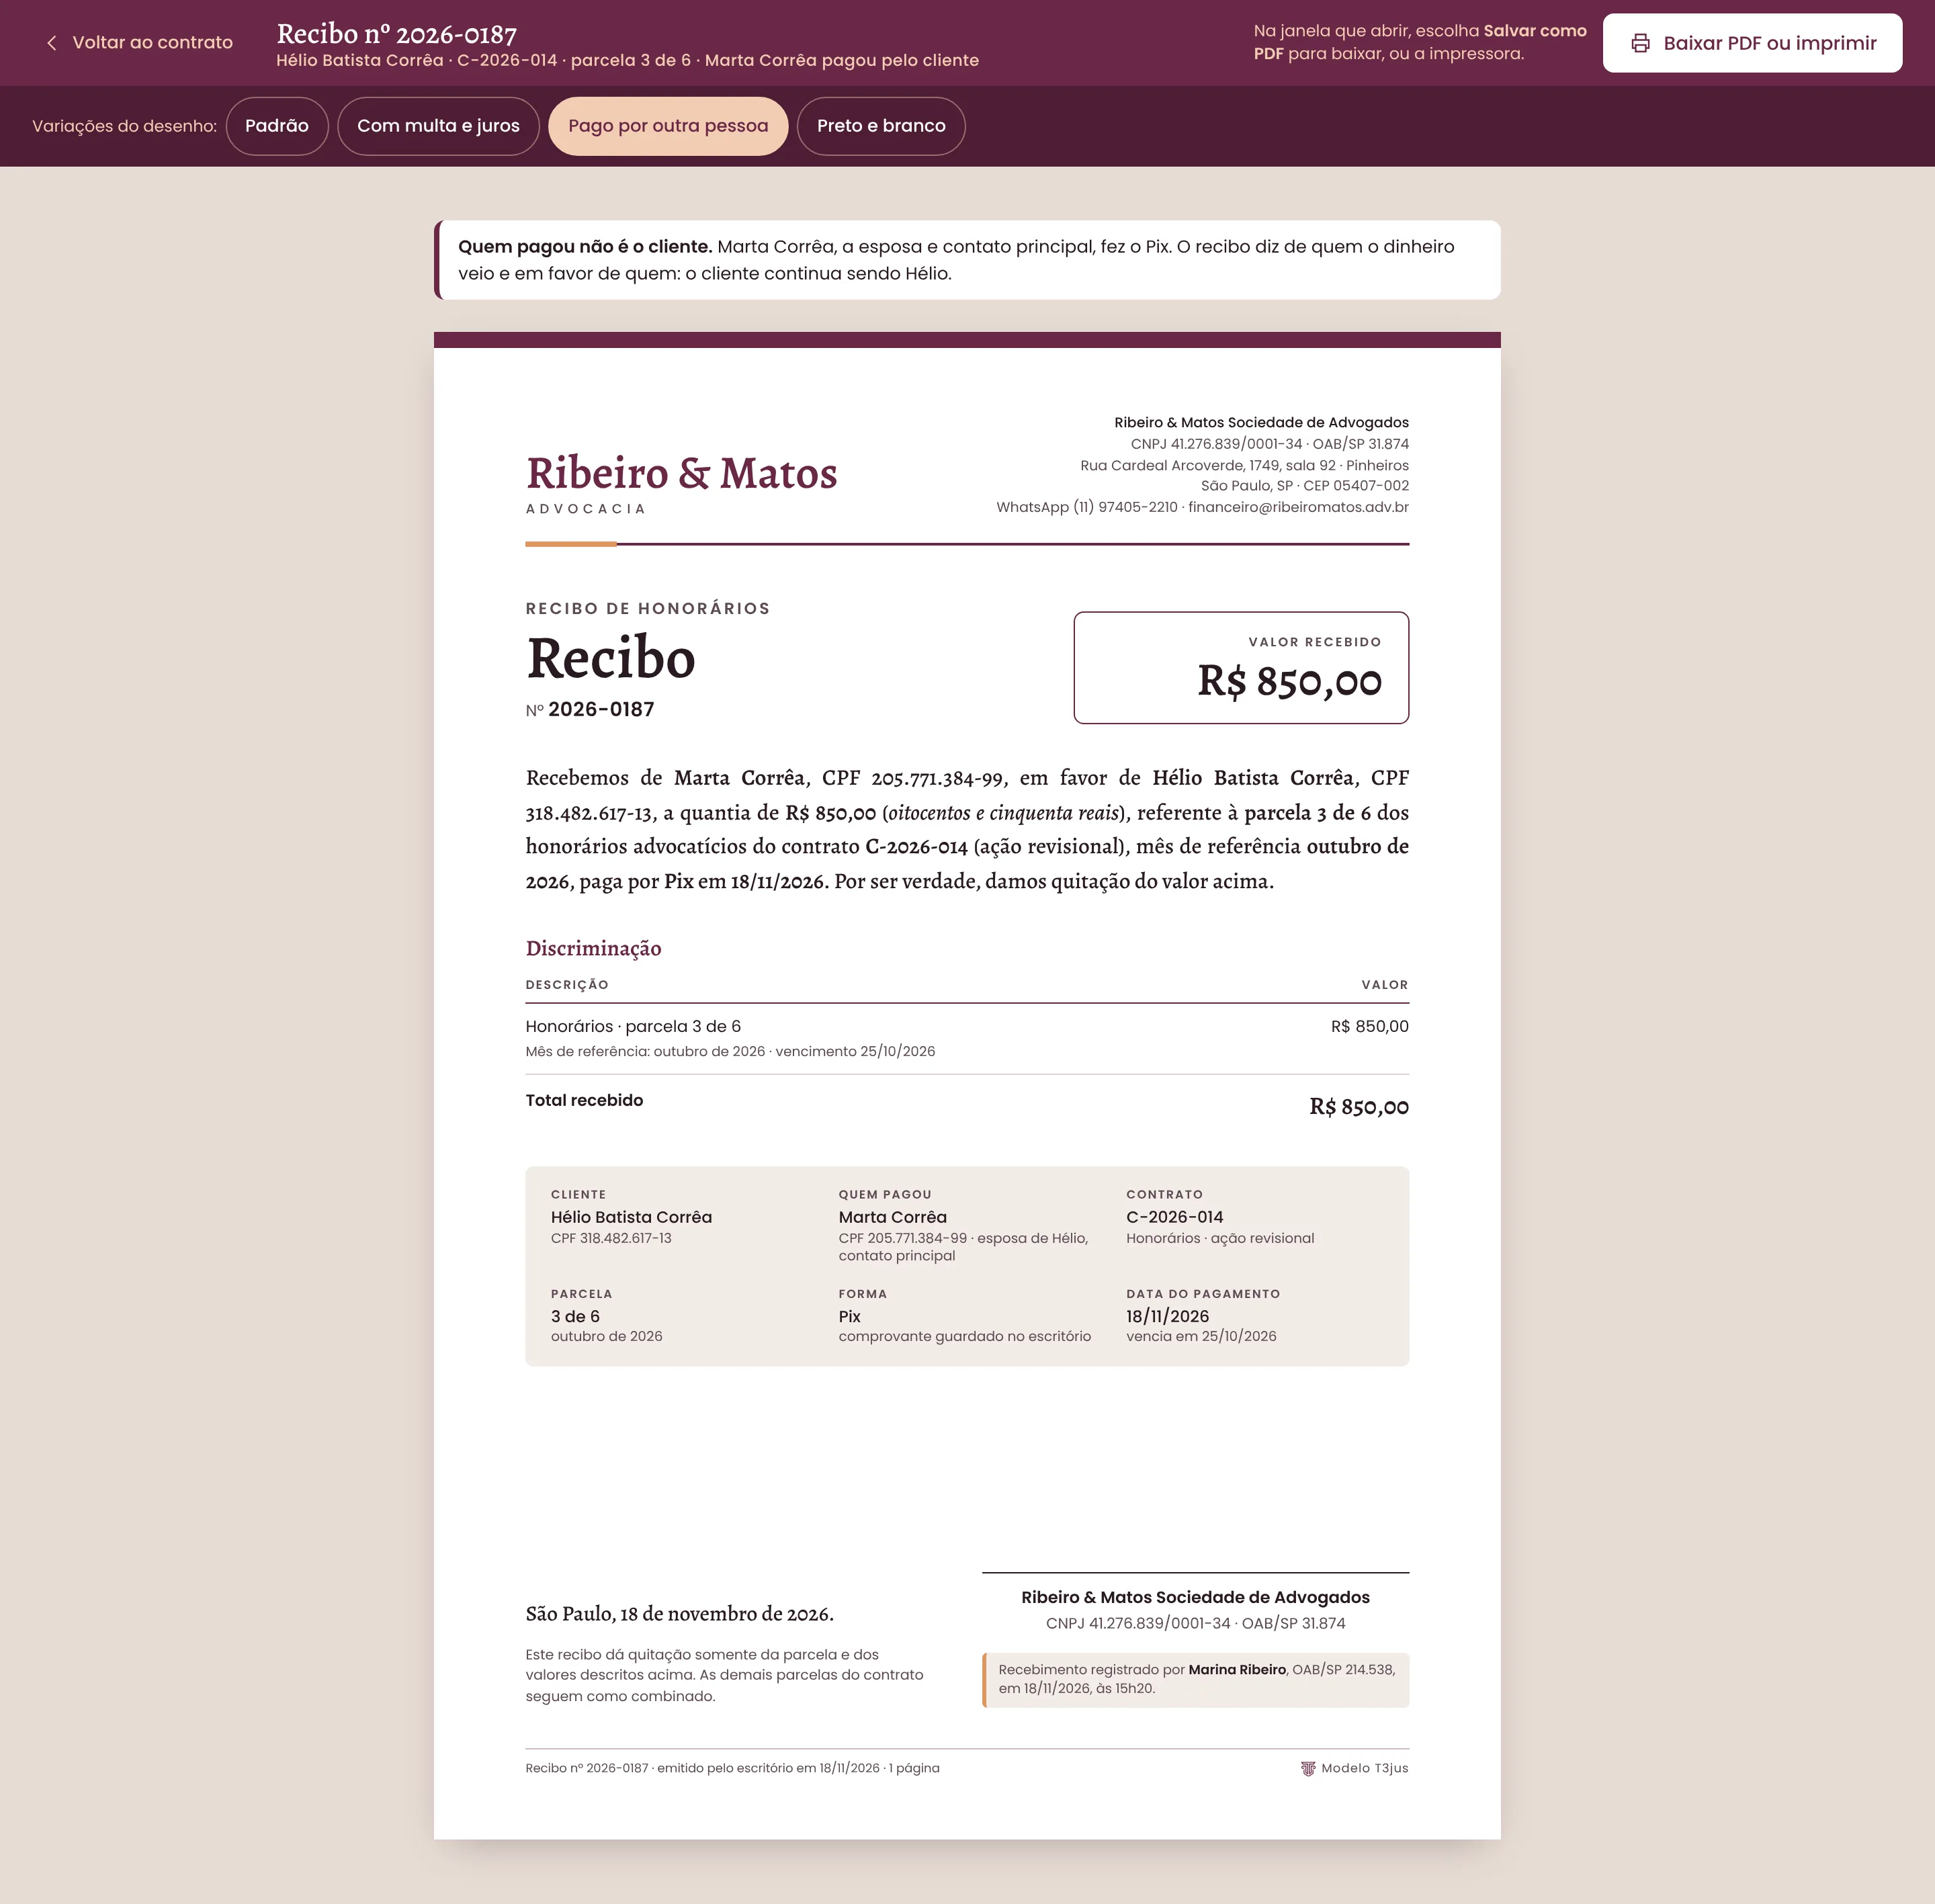 Voltar ao contrato
Recibo nº 2026-0187
Hélio Batista Corrêa · C-2026-014 · parcela 3 de 6 · Marta Corrêa pagou pelo cliente
Na janela que abrir, escolha Salvar como
PDF para baixar, ou a impressora.
Baixar PDF ou imprimir
Variações do desenho:
Padrão
Com multa e juros
Pago por outra pessoa
Preto e branco
Quem pagou não é o cliente. Marta Corrêa, a esposa e contato principal, fez o Pix. O recibo diz de quem o dinheiro
veio e em favor de quem: o cliente continua sendo Hélio.
Ribeiro & Matos
ADVOCACIA
Ribeiro & Matos Sociedade de Advogados
CNPJ 41.276.839/0001-34 · OAB/SP 31.874
Rua Cardeal Arcoverde, 1749, sala 92 · Pinheiros
São Paulo, SP · CEP 05407-002
WhatsApp (11) 97405-2210 · financeiro@ribeiromatos.adv.br
RECIBO DE HONORÁRIOS
Recibo
Nº 2026-0187
VALOR RECEBIDO
R$ 850,00
Recebemos de Marta Corrêa, CPF 205.771.384-99, em favor de Hélio Batista Corrêa, CPF
318.482.617-13, a quantia de R$ 850,00 (oitocentos e cinquenta reais), referente à parcela 3 de 6 dos
honorários advocatícios do contrato C-2026-014 (ação revisional), mês de referência outubro de
2026, paga por Pix em 18/11/2026. Por ser verdade, damos quitação do valor acima.
Discriminação
DESCRIÇÃO
VALOR
Honorários · parcela 3 de 6
R$ 850,00
Mês de referência: outubro de 2026 · vencimento 25/10/2026
Total recebido
R$ 850,00
CLIENTE
Hélio Batista Corrêa
CPF 318.482.617-13
QUEM PAGOU
Marta Corrêa
CPF 205.771.384-99 · esposa de Hélio,
contato principal
CONTRATO
C-2026-014
Honorários · ação revisional
PARCELA
3 de 6
outubro de 2026
FORMA
Pix
comprovante guardado no escritório
DATA DO PAGAMENTO
18/11/2026
vencia em 25/10/2026
São Paulo, 18 de novembro de 2026.
Este recibo dá quitação somente da parcela e dos
valores descritos acima. As demais parcelas do contrato
seguem como combinado.
Ribeiro & Matos Sociedade de Advogados
CNPJ 41.276.839/0001-34 · OAB/SP 31.874
Recebimento registrado por Marina Ribeiro, OAB/SP 214.538,
em 18/11/2026, às 15h20.
Recibo nº 2026-0187 · emitido pelo escritório em 18/11/2026 · 1 página
Modelo T3jus